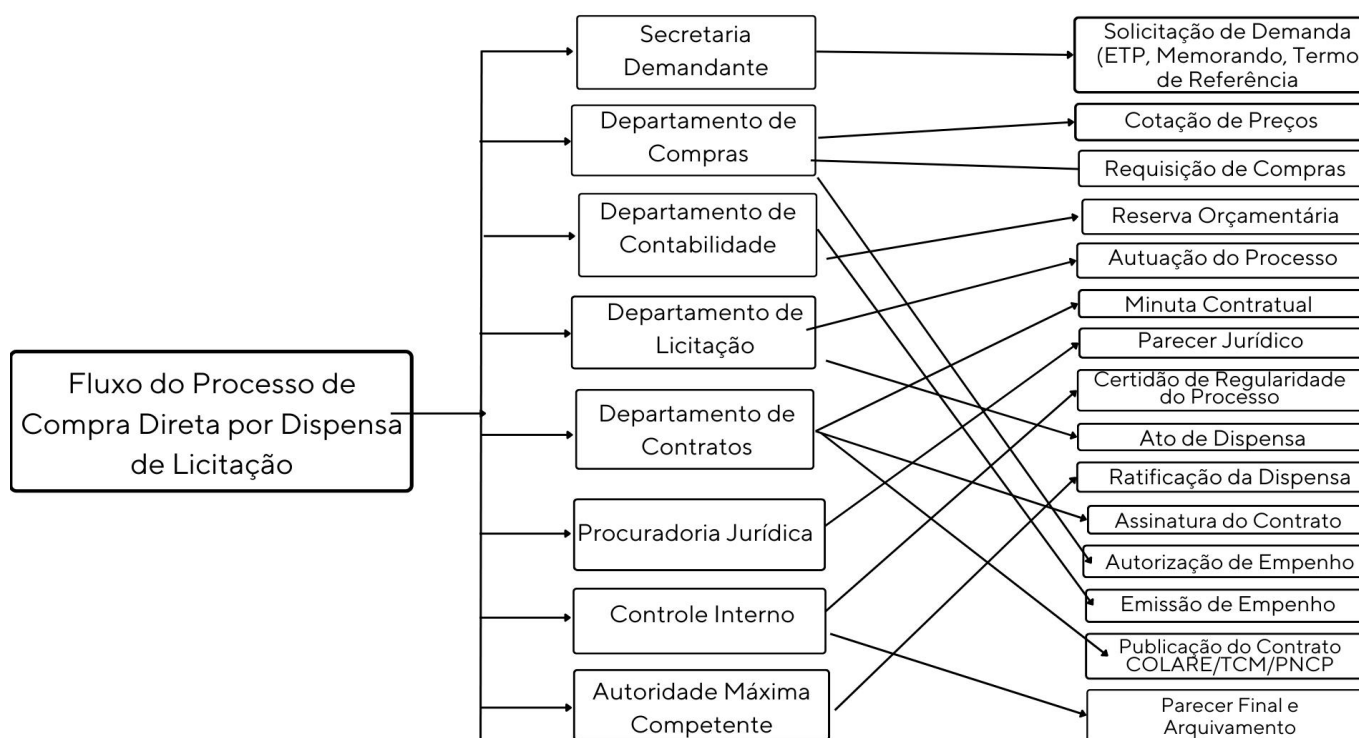 Fluxo do Processo de
Compra Direta por Dispensa
de Licitação
Secretaria
Demandante
Departamento de
Compras
Departamento de
Contabilidade
Departamento de
Licitação
Departamento de
Contratos
Procuradoria Jurídica
Controle Interno
Autoridade Máxima
Competente
Solicitação de Demanda
(ETP, Memorando, Termo
de Referência
Cotação de Preços
Requisição de Compras
Reserva Orçamentária
Autuação do Processo
Minuta Contratual
Parecer Jurídico
Certidão de Regularidade
do Processo
Ato de Dispensa
Ratificação da Dispensa
Assinatura do Contrato
Autorização de Empenho
Emissão de Empenho
Publicação do Contrato
COLARE/TCM/PNCP
Parecer Final e
Arquivamento